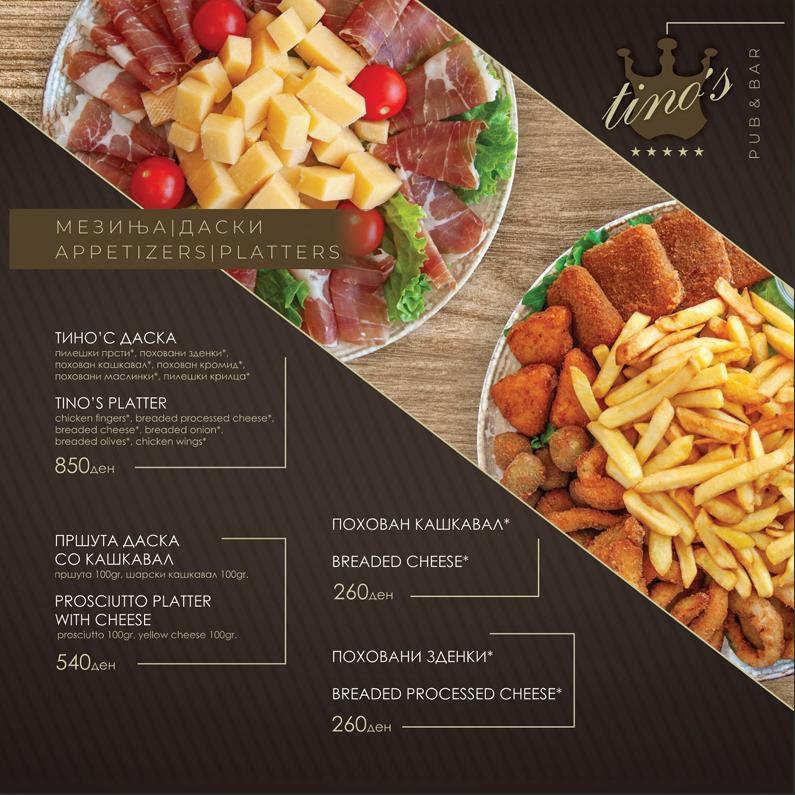 tino's
PUB & BAR
МЕЗИЊА|ДАСКИ
APPETIZERS|PLATTERS
ТИНО'С ДАСКА
пилешки прсти*, поховани зденки*,
похован кашкавал*, похован кромид*,
поховани маслинки*, пилешки крилца*
TINO'S PLATTER
chicken fingers*, breaded processed cheese*,
breaded cheese*, breaded onion*,
breaded olives*, chicken wings*
850ден
ПРШУТА ДАСКА
СО КАШКАВАЛ
пршута 100gr, шарски кашкавал 100gr.
PROSCIUTTO PLATTER
WITH CHEESE
prosciutto 100gr, yellow cheese 100gr.
540ден
ПОХОВАН КАШКАВАЛ*
BREADED CHEESE*
260ден
ПОХОВАНИ ЗДЕНКИ*
BREADED PROCESSED CHEESE*
260ден